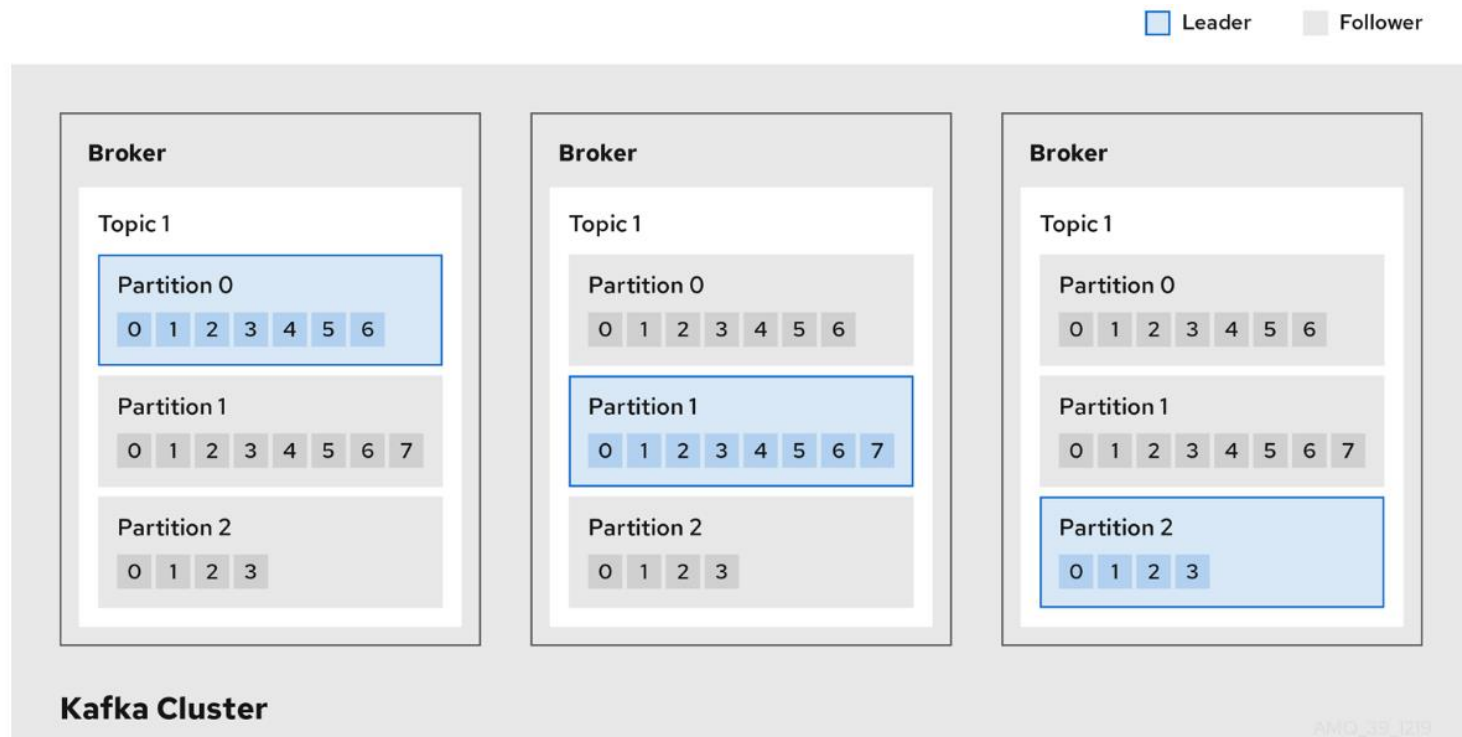 Leader Follower
Broker
Topic 1
Partition 0
0 1 2 3 4 5 6
Partition 1
0 1 2 3 4 5 6 7
Partition 2
0 1 2 3
Broker
Topic 1
Partition 0
0 1 2 3 4 5 6
Partition 1
0 1 2 3 4 5 6 7
Partition 2
0 1 2 3
Broker
Topic 1
Partition 0
0 1 2 3 4 5 6
Partition 1
0 1 2 3 4 5 6 7
Partition 2
0 1 2 3
Kafka Cluster
AMQ_39_1219